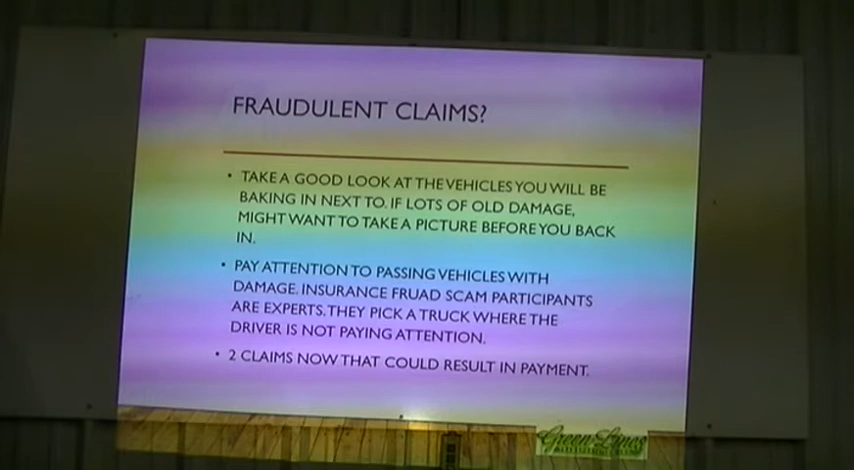 FRAUDULENT CLAIMS?
• TAKE A GOOD LOOK AT THE VEHICLES YOU WILL BE
BAKING IN NEXT TO. IF LOTS OF OLD DAMAGE,
MIGHT WANT TO TAKE A PICTURE BEFORE YOU BACK
IN.
• PAY ATTENTION TO PASSING VEHICLES WITH
DAMAGE. INSURANCE FRUAD SCAM PARTICIPANTS
ARE EXPERTS. THEY PICK A TRUCK WHERE THE
DRIVER IS NOT PAYING ATTENTION.
• 2 CLAIMS NOW THAT COULD RESULT IN PAYMENT.
Green Lines